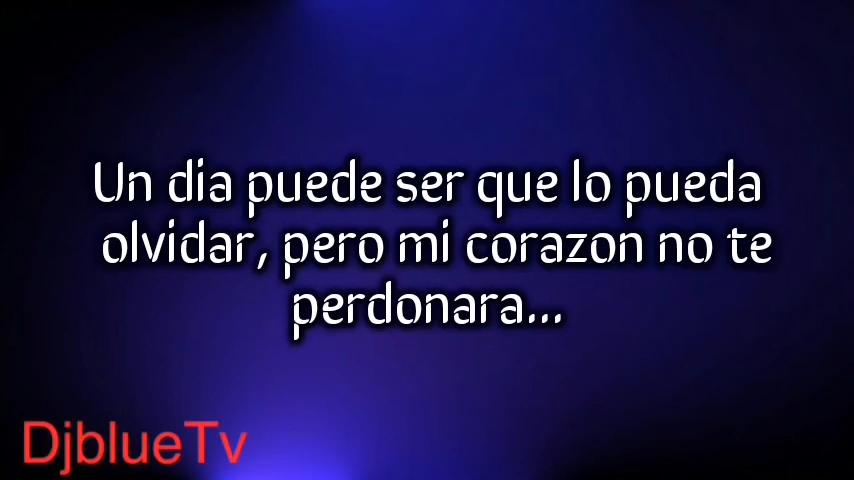 Un dia puede ser que lo pueda
olvidar, pero mi corazon no te
perdonara...
DjblueTv